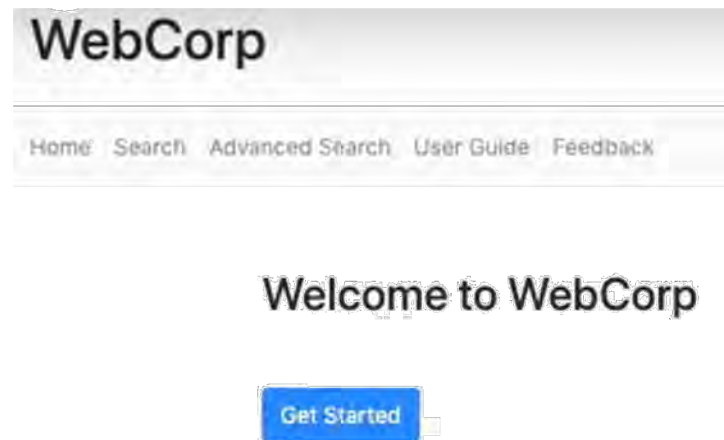 WebCorp
Home Search Advanced Search User Guide Feedback
Welcome to WebCorp
Get Started